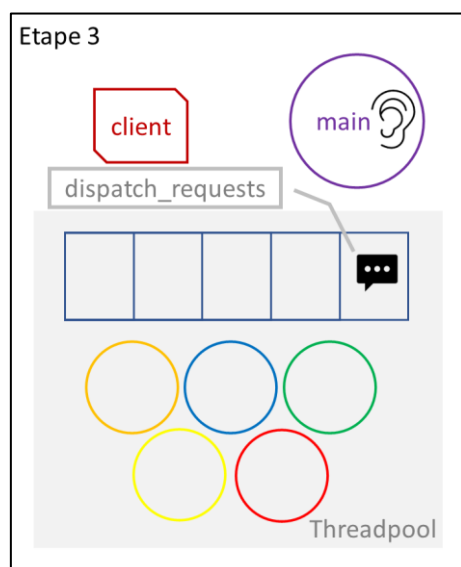 Etape 3
client
main
dispatch_requests
Threadpool